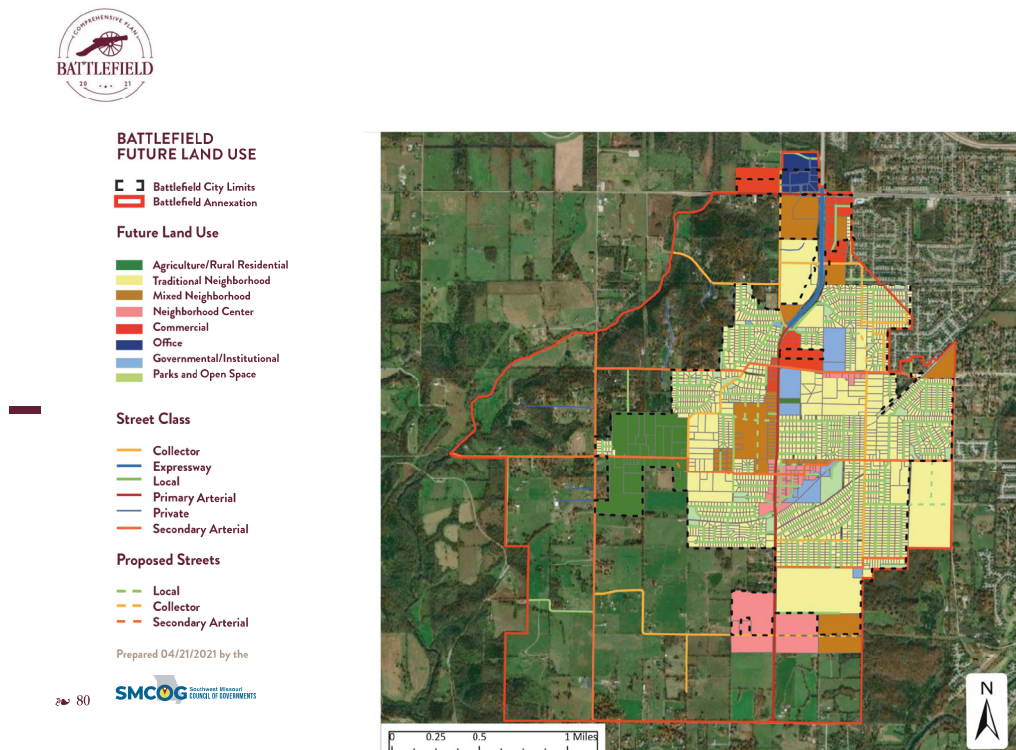 COMPREHENSIVE PLAN
BATTLEFIELD
20 21
BATTLEFIELD
FUTURE LAND USE
Battlefield City Limits
Battlefield Annexation
Future Land Use
Agriculture/Rural Residential
Traditional Neighborhood
Mixed Neighborhood
Neighborhood Center
Commercial
Office
Governmental/Institutional
Parks and Open Space
Street Class
Collector
Expressway
Local
Primary Arterial
Private
Secondary Arterial
Proposed Streets
Local
Collector
Secondary Arterial
Prepared 04/21/2021 by the
SMCOG
Southwest Missouri
COUNCIL OF GOVERNMENTS
80
N
0 0.25 0.5 1 Miles